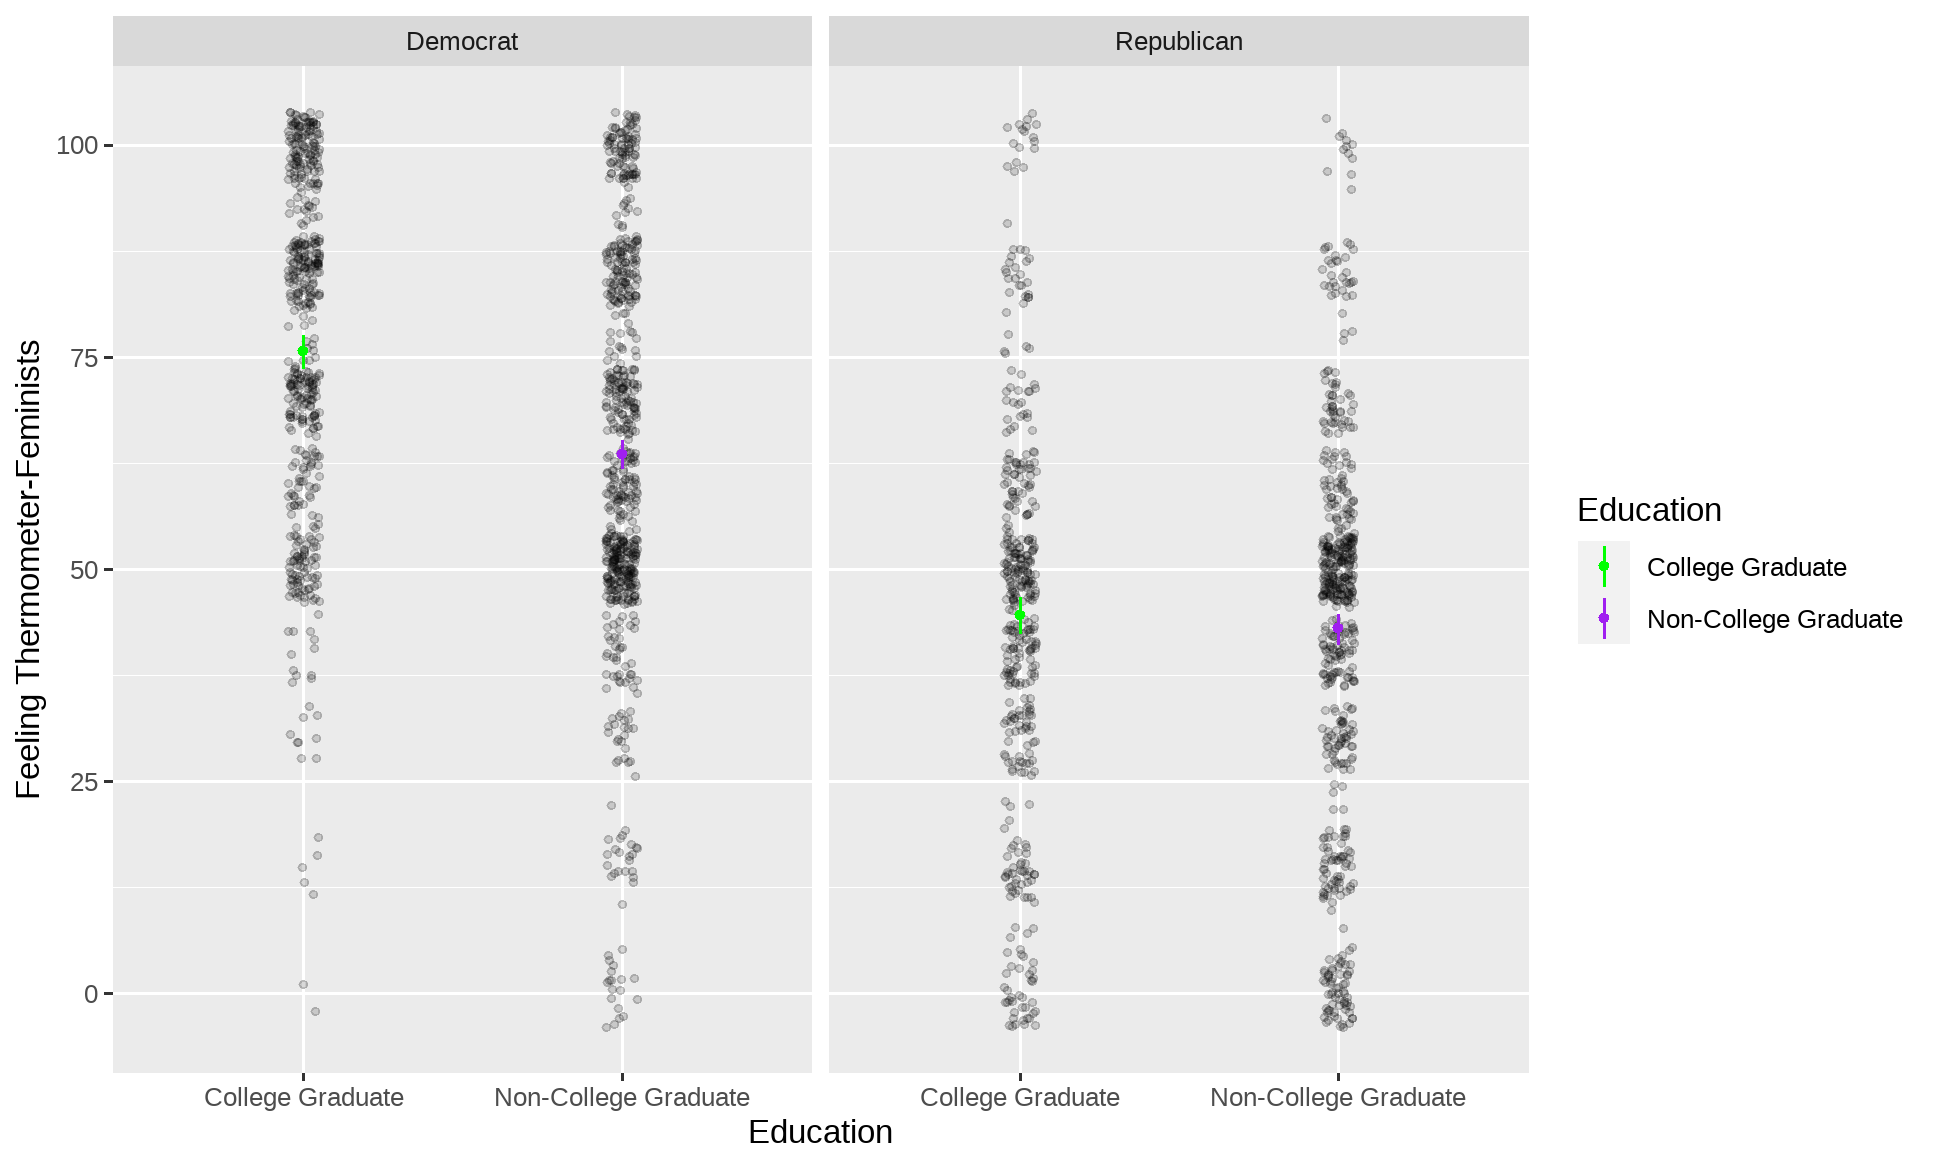 Democrat
Republican
100
75
50
25
0
Feeling Thermometer-Feminists
College Graduate
Non-College Graduate
College Graduate
Non-College Graduate
Education
Education
College Graduate
Non-College Graduate